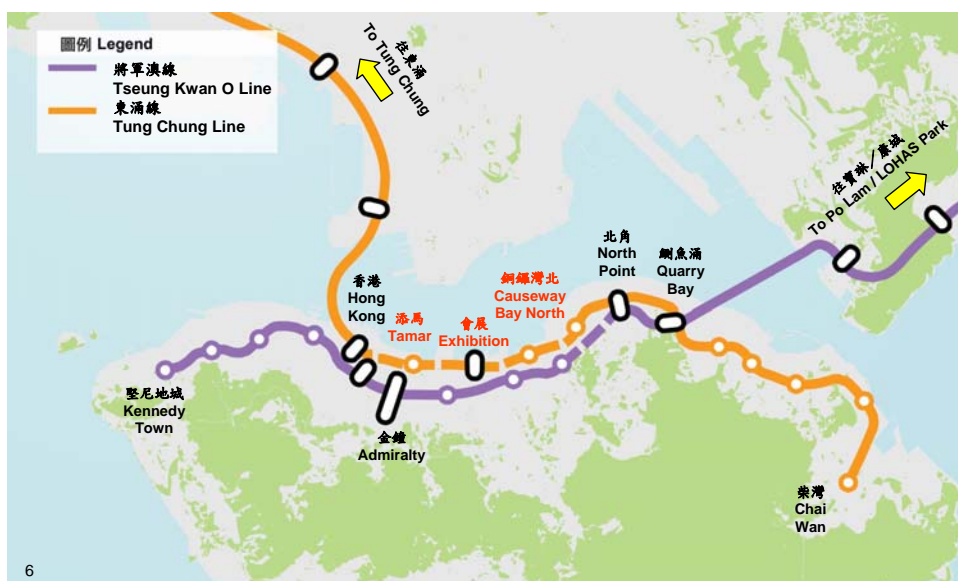 圖例 Legend
將軍澳線
Tseung Kwan O Line
東涌線
Tung Chung Line
往東涌
To Tung Chung
往寶琳／康城
To Po Lam / LOHAS Park
北角
North
Point
鰂魚涌
Quarry
Bay
銅鑼灣北
Causeway
Bay North
香港
Hong
Kong
添馬
Tamar
會展
Exhibition
堅尼地城
Kennedy
Town
金鐘
Admiralty
柴灣
Chai
Wan
6